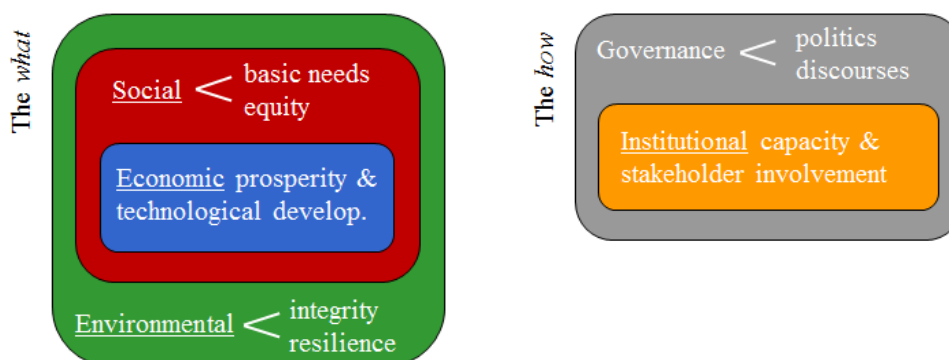 The what
Social
basic needs
equity
Economic prosperity &
technological develop.
Environmental
integrity
resilience
The how
Governance
politics
discourses
Institutional capacity &
stakeholder involvement